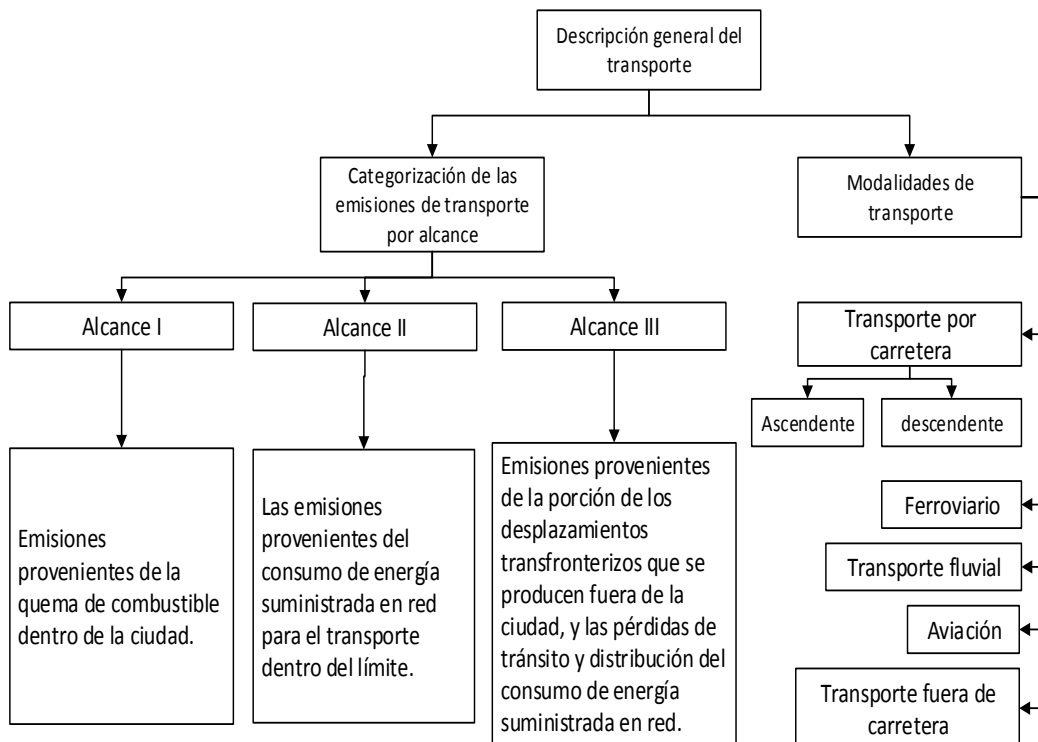 Descripción general del
transporte
Categorización de las
emisiones de transporte
por alcance
Modalidades de
transporte
Alcance I
Alcance II
Alcance III
Transporte por
carretera
Ascendente
descendente
Emisiones
provenientes de la
quema de combustible
dentro de la ciudad.
Las emisiones
provenientes del
consumo de energía
suministrada en red
para el transporte
dentro del límite.
Emisiones provenientes
de la porción de los
desplazamientos
transfronterizos que se
producen fuera de la
ciudad, y las pérdidas de
tránsito y distribución del
consumo de energía
suministrada en red.
Ferroviario
Transporte fluvial
Aviación
Transporte fuera de
carretera